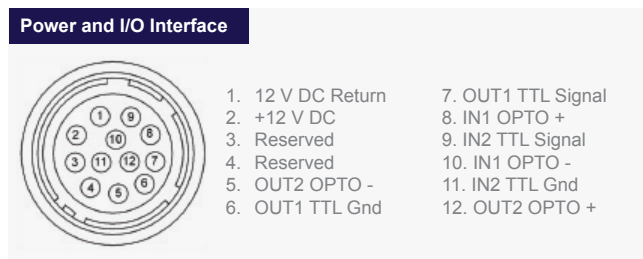 Power and I/O Interface
1. 12 V DC Return
2. +12 V DC
3. Reserved
4. Reserved
5. OUT2 OPTO -
6. OUT1 TTL Gnd
7. OUT1 TTL Signal
8. IN1 OPTO +
9. IN2 TTL Signal
10. IN1 OPTO -
11. IN2 TTL Gnd
12. OUT2 OPTO +
1 9
2 10 8
3 11 12 7
4 5 6